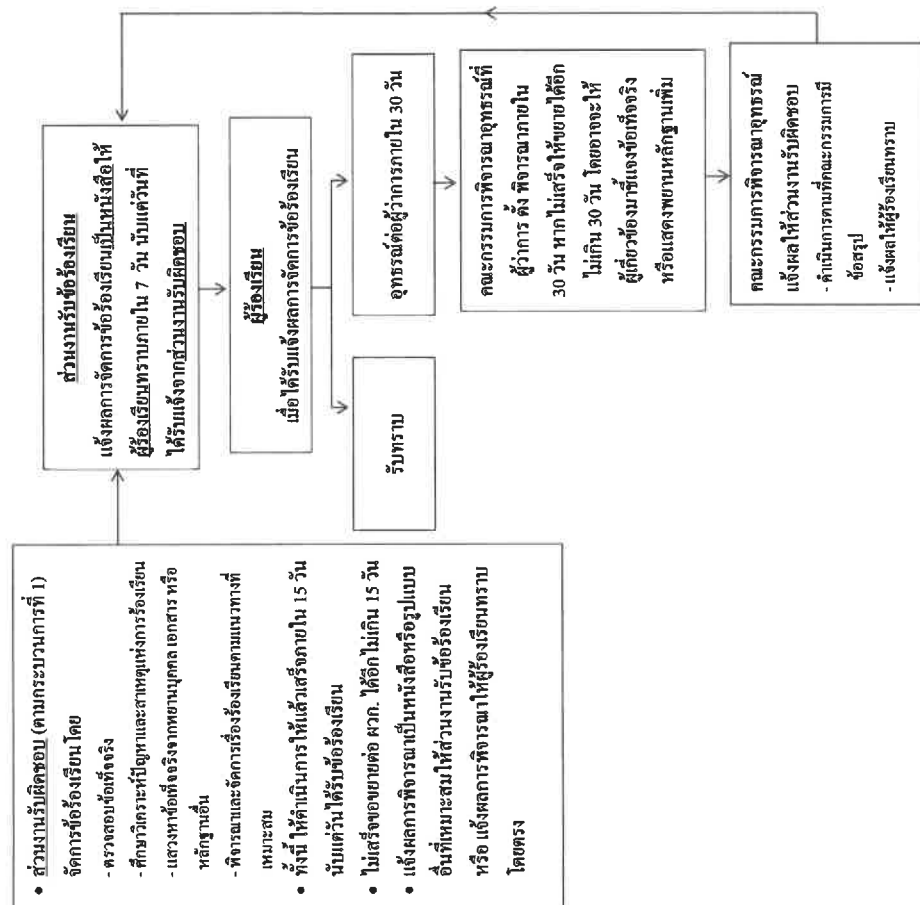 • ส่วนงานรับผิดชอบ (ตามกระบวนการที่ 1)
จัดการข้อร้องเรียน โดย
- ตรวจสอบข้อเท็จจริง
- ศึกษาวิเคราะห์ปัญหาและสาเหตุแห่งการร้องเรียน
- แสวงหาข้อเท็จจริงจากพยานบุคคล เอกสาร หรือ
หลักฐานอื่น
- พิจารณาและจัดการเรื่องร้องเรียนตามแนวทางที่
เหมาะสม
• ทั้งนี้ ให้ดำเนินการให้แล้วเสร็จภายใน 15 วัน
นับแต่วันได้รับข้อร้องเรียน
• ไม่เสร็จขอขยายต่อ ผวก. ได้อีกไม่เกิน 15 วัน
• แจ้งผลการพิจารณาเป็นหนังสือหรือรูปแบบ
อื่นที่เหมาะสมให้ส่วนงานรับข้อร้องเรียน
หรือ แจ้งผลการพิจารณาให้ผู้ร้องเรียนทราบ
โดยตรง
ส่วนงานรับข้อร้องเรียน
แจ้งผลการจัดการข้อร้องเรียนเป็นหนังสือให้
ผู้ร้องเรียนทราบภายใน 7 วัน นับแต่วันที่
ได้รับแจ้งจากส่วนงานรับผิดชอบ
ผู้ร้องเรียน
เมื่อได้รับแจ้งผลการจัดการข้อร้องเรียน
รับทราบ
อุทธรณ์ต่อผู้ว่าการภายใน 30 วัน
คณะกรรมการพิจารณาอุทธรณ์ที่
ผู้ว่าการ ตั้ง พิจารณาภายใน
30 วัน หากไม่เสร็จให้ขยายได้อีก
ไม่เกิน 30 วัน โดยอาจจะให้
ผู้เกี่ยวข้องมาชี้แจงข้อเท็จจริง
หรือแสดงพยานหลักฐานเพิ่ม
คณะกรรมการพิจารณาอุทธรณ์
แจ้งผลให้ส่วนงานรับผิดชอบ
- ดำเนินการตามที่คณะกรรมการมี
ข้อสรุป
- แจ้งผลให้ผู้ร้องเรียนทราบ